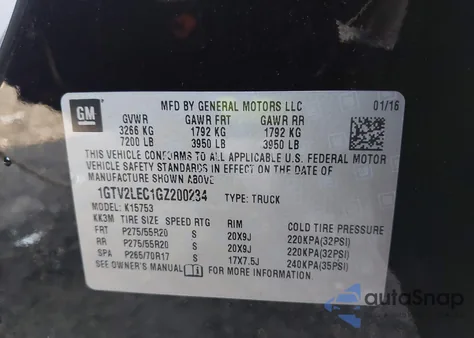 GM
MFD BY GENERAL MOTORS LLC
01/16
GVWR GAWR FRT GAWR RR
3266 KG 1792 KG 1792 KG
7200 LB 3950 LB 3950 LB
THIS VEHICLE CONFORMS TO ALL APPLICABLE U.S. FEDERAL MOTOR
VEHICLE SAFETY STANDARDS IN EFFECT ON THE DATE OF
MANUFACTURE SHOWN ABOVE.
1GTV2LEC1GZ200234 TYPE: TRUCK
MODEL: K15753
KK3M TIRE SIZE SPEED RTG RIM COLD TIRE PRESSURE
FRT P275/55R20 S 20X9J 220KPA(32PSI)
RR P275/55R20 S 20X9J 220KPA(32PSI)
SPA P265/70R17 S 17X7.5J 240KPA(35PSI)
SEE OWNER'S MANUAL FOR MORE INFORMATION.
autoSnap